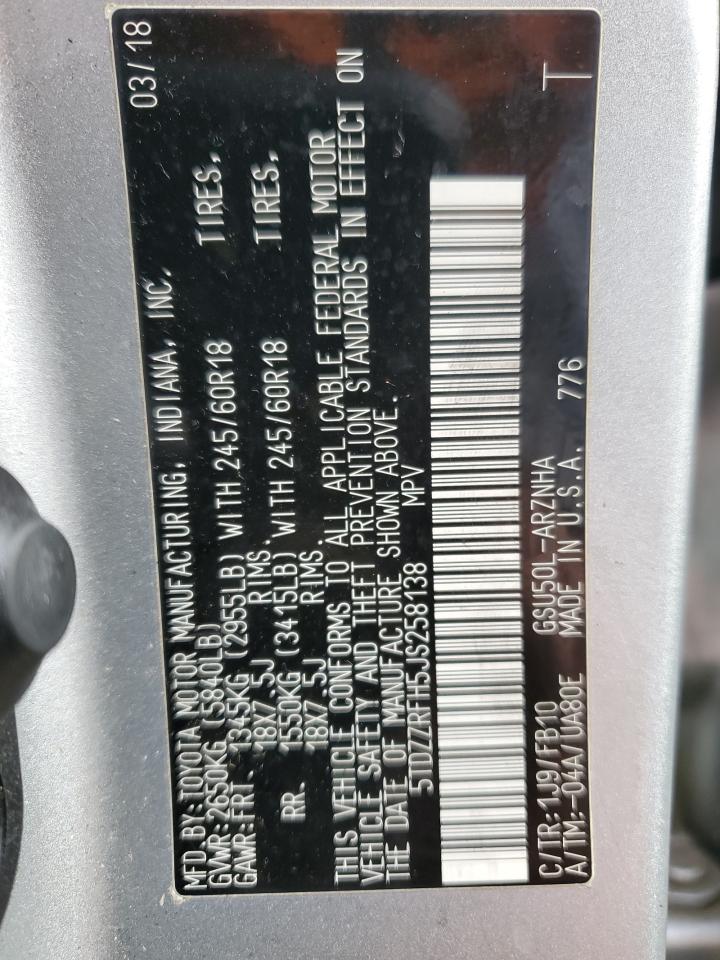 MFD.BY:TOYOTA MOTOR MANUFACTURING, INDIANA, INC. 03/18
GVWR:2650KG (5840LB)
GAWR:FRT. 1345KG (2955LB) WITH 245/60R18 TIRES,
18X7.5J RIMS
RR. 1550KG (3415LB) WITH 245/60R18 TIRES,
18X7.5J RIMS.
THIS VEHICLE CONFORMS TO ALL APPLICABLE FEDERAL MOTOR
VEHICLE SAFETY AND THEFT PREVENTION STANDARDS IN EFFECT ON
THE DATE OF MANUFACTURE SHOWN ABOVE.
5TDZZRFH5JS258138 MPV
C/TR:1J9/FB10 GSU50L-ARZNHA T
A/TM:-04A/UA80E MADE IN U.S.A. 776